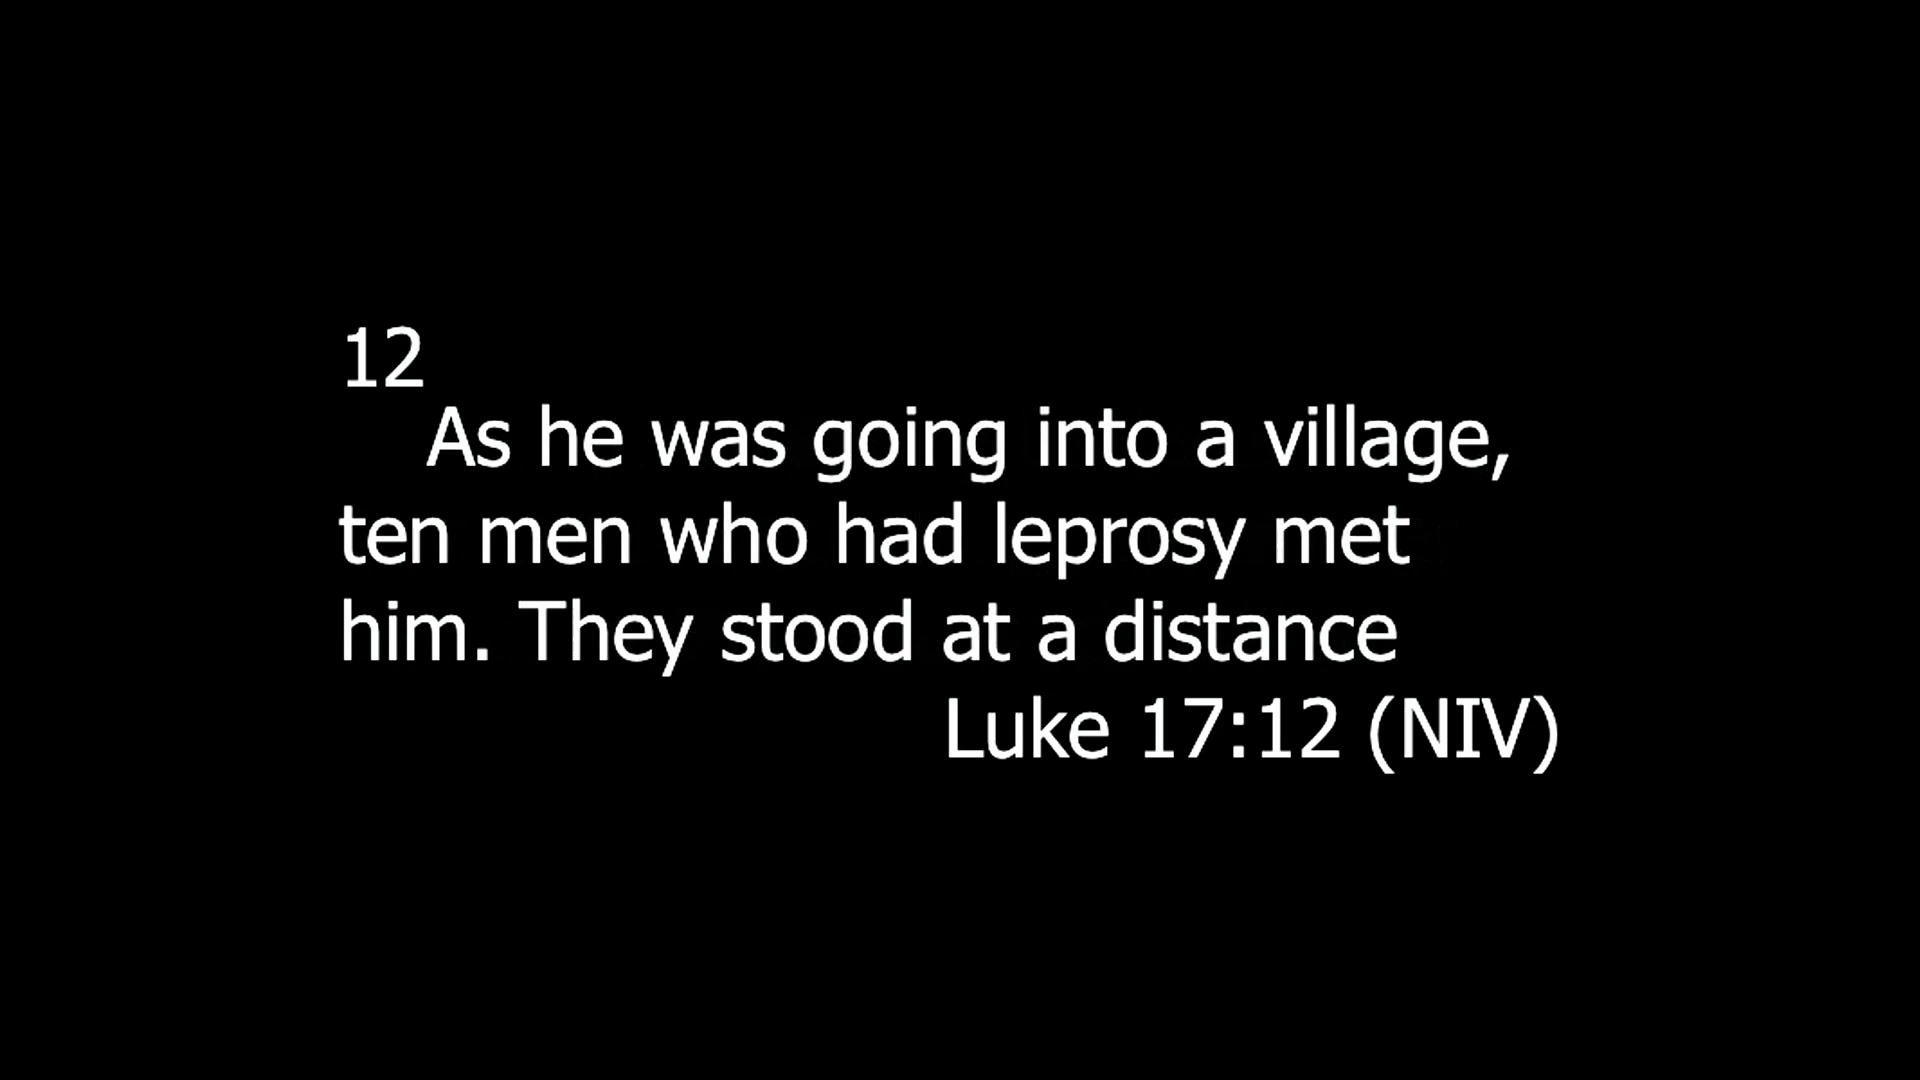 12
As he was going into a village,
ten men who had leprosy met
him. They stood at a distance
Luke 17:12 (NIV)